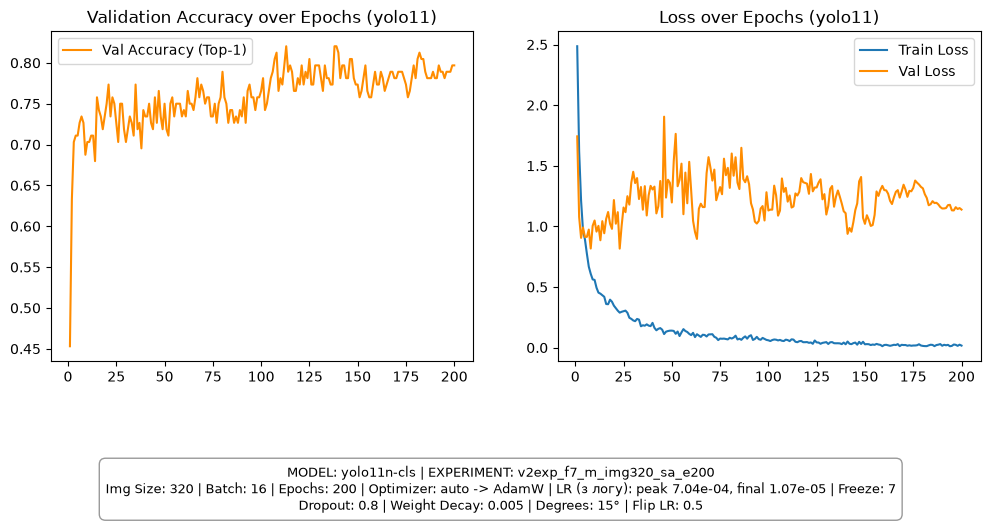 Validation Accuracy over Epochs (yolo11)
Val Accuracy (Top-1)
0.80
0.75
0.70
0.65
0.60
0.55
0.50
0.45
0 25 50 75 100 125 150 175 200
Loss over Epochs (yolo11)
Train Loss
Val Loss
2.5
2.0
1.5
1.0
0.5
0.0
0 25 50 75 100 125 150 175 200
MODEL: yolo11n-cls | EXPERIMENT: v2exp_f7_m_img320_sa_e200
Img Size: 320 | Batch: 16 | Epochs: 200 | Optimizer: auto -> AdamW | LR (з логу): peak 7.04e-04, final 1.07e-05 | Freeze: 7
Dropout: 0.8 | Weight Decay: 0.005 | Degrees: 15° | Flip LR: 0.5